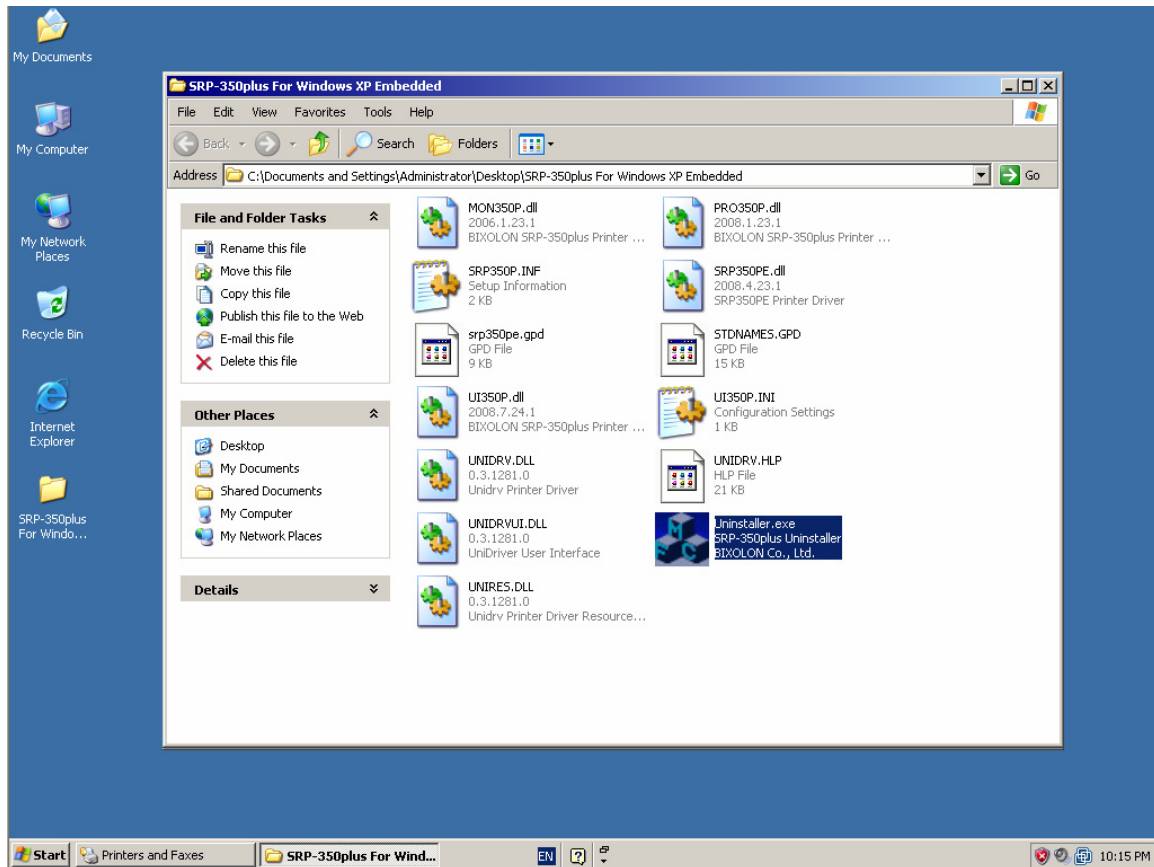 My Documents
My Computer
My Network
Places
Recycle Bin
Internet
Explorer
SRP-350plus
For Windo...
SRP-350plus For Windows XP Embedded
File Edit View Favorites Tools Help
Back Search Folders
Address C:\Documents and Settings\Administrator\Desktop\SRP-350plus For Windows XP Embedded Go
File and Folder Tasks
Rename this file
Move this file
Copy this file
Publish this file to the Web
E-mail this file
Delete this file
Other Places
Desktop
My Documents
Shared Documents
My Computer
My Network Places
Details
MON350P.dll
2006.1.23.1
BIXOLON SRP-350plus Printer ...
PRO350P.dll
2008.1.23.1
BIXOLON SRP-350plus Printer ...
SRP350P.INF
Setup Information
2 KB
SRP350PE.dll
2008.4.23.1
SRP350PE Printer Driver
srp350pe.gpd
GPD File
9 KB
STDNAMES.GPD
GPD File
15 KB
UI350P.dll
2008.7.24.1
BIXOLON SRP-350plus Printer ...
UI350P.INI
Configuration Settings
1 KB
UNIDRV.DLL
0.3.1281.0
Unidrv Printer Driver
UNIDRV.HLP
HLP File
21 KB
UNIDRVUI.DLL
0.3.1281.0
UniDriver User Interface
MFC
Uninstaller.exe
SRP-350plus Uninstaller
BIXOLON Co., Ltd.
UNIRES.DLL
0.3.1281.0
Unidrv Printer Driver Resource...
Start Printers and Faxes SRP-350plus For Wind... EN 10:15 PM